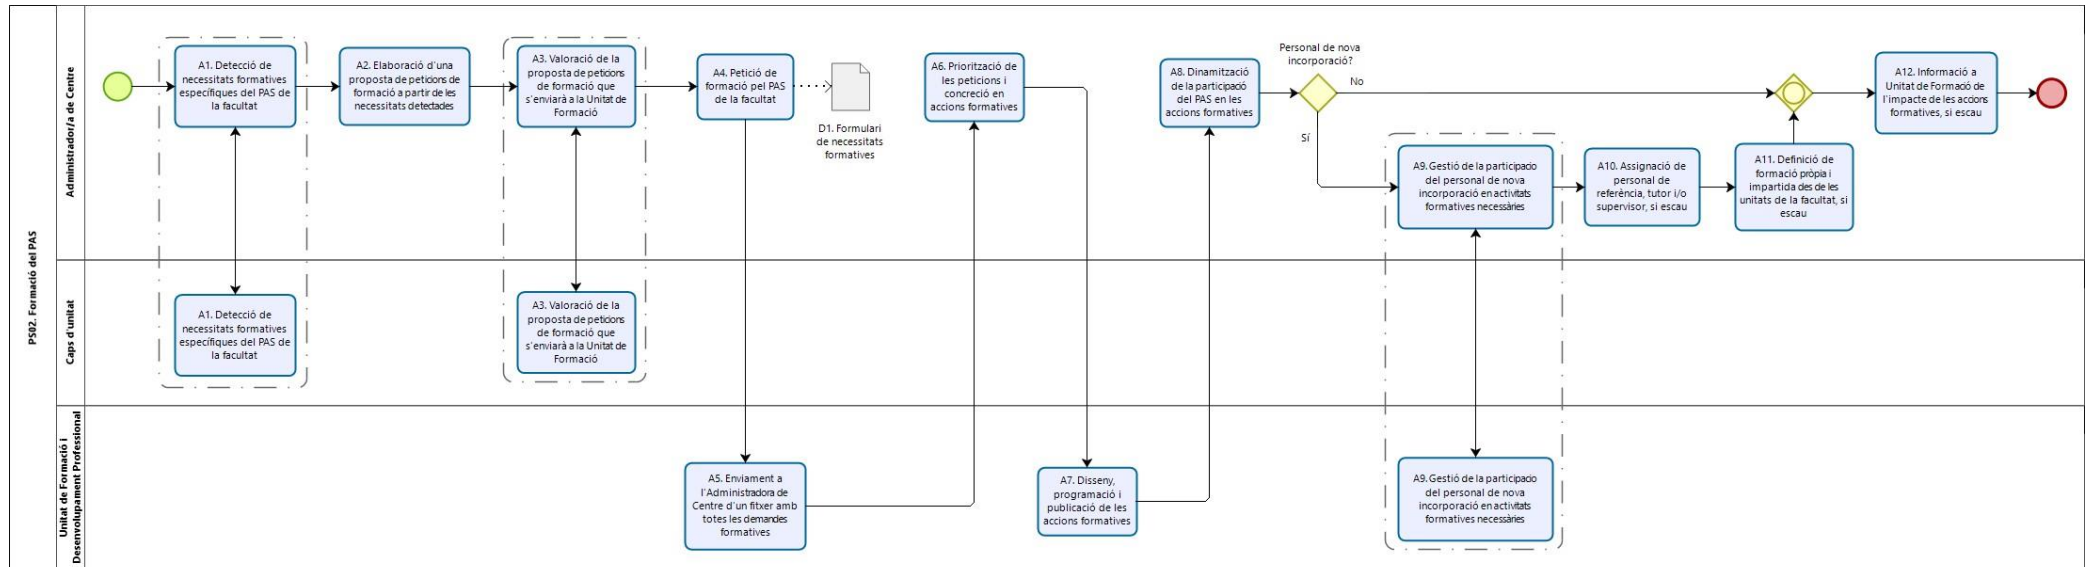 PS02. Formació del PAS
Administrador/a de Centre
A1. Detecció de
necessitats formatives
específiques del PAS de
la facultat
A2. Elaboració d'una
proposta de peticions de
formació a partir de les
necessitats detectades
A3. Valoració de la
proposta de peticions
de formació que
s'enviarà a la Unitat de
Formació
A4. Petició de
formació pel PAS
de la facultat
D1. Formulari
de necessitats
formatives
A6. Priorització de
les peticions i
concreció en
accions formatives
A8. Dinamització
de la participació
del PAS en les
accions formatives
Personal de nova
incorporació?
No
Sí
A9. Gestió de la participacio
del personal de nova
incorporació en activitats
formatives necessàries
A10. Assignació de
personal de
referència, tutor i/o
supervisor, si escau
A11. Definició de
formació pròpia i
impartida des de les
unitats de la facultat, si
escau
A12. Informació a
Unitat de Formació de
l'impacte de les accions
formatives, si escau
Caps d'unitat
A1. Detecció de
necessitats formatives
específiques del PAS de
la facultat
A3. Valoració de la
proposta de peticions
de formació que
s'enviarà a la Unitat de
Formació
Unitat de Formació i
Desenvolupament Professional
A5. Enviament a
l'Administradora de
Centre d'un fitxer amb
totes les demandes
formatives
A7. Disseny,
programació i
publicació de les
accions formatives
A9. Gestió de la participacio
del personal de nova
incorporació en activitats
formatives necessàries